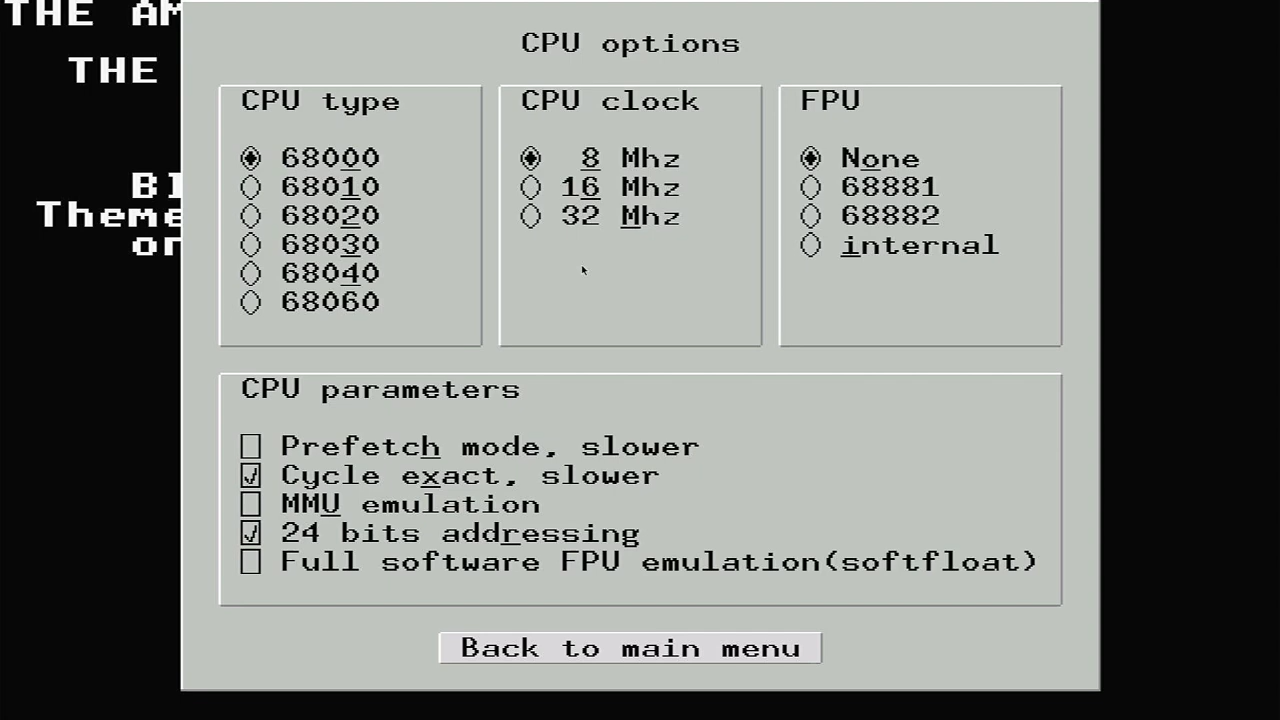 THE AM
THE
BI
Theme
or
CPU options
CPU type
68000
68010
68020
68030
68040
68060
CPU clock
8 Mhz
16 Mhz
32 Mhz
FPU
None
68881
68882
internal
CPU parameters
Prefetch mode, slower
Cycle exact, slower
MMU emulation
24 bits addressing
Full software FPU emulation(softfloat)
Back to main menu